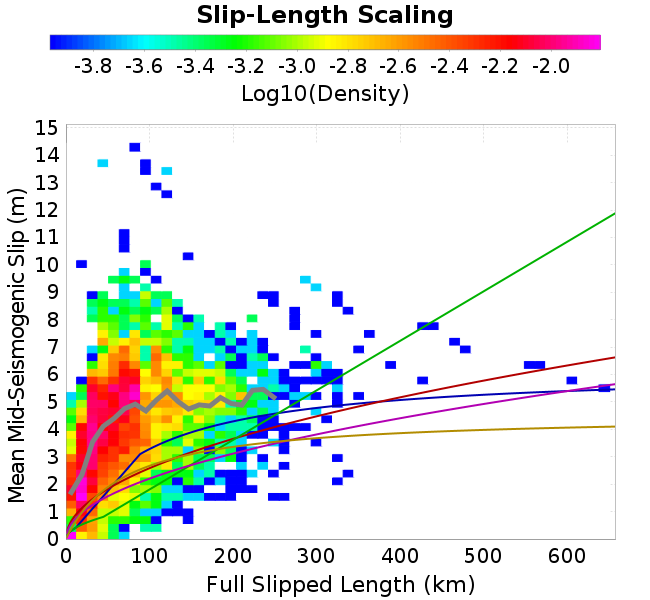 Slip-Length Scaling
-3.8 -3.6 -3.4 -3.2 -3.0 -2.8 -2.6 -2.4 -2.2 -2.0
Log10(Density)
Mean Mid-Seismogenic Slip (m)
15
14
13
12
11
10
9
8
7
6
5
4
3
2
1
0
0 100 200 300 400 500 600
Full Slipped Length (km)